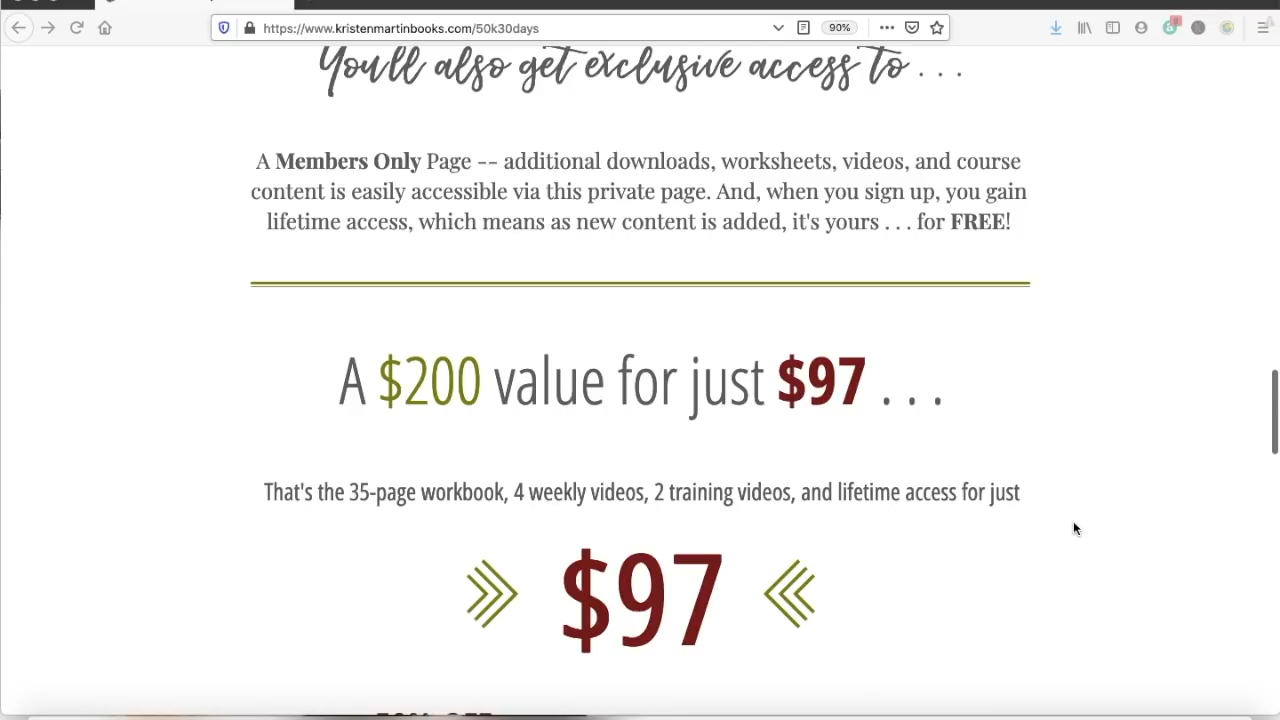 https://www.kristenmartinbooks.com/50k30days
90%
You'll also get exclusive access to . . .
A Members Only Page -- additional downloads, worksheets, videos, and course
content is easily accessible via this private page. And, when you sign up, you gain
lifetime access, which means as new content is added, it's yours . . . for FREE!
A $200 value for just $97 . . .
That's the 35-page workbook, 4 weekly videos, 2 training videos, and lifetime access for just
$97